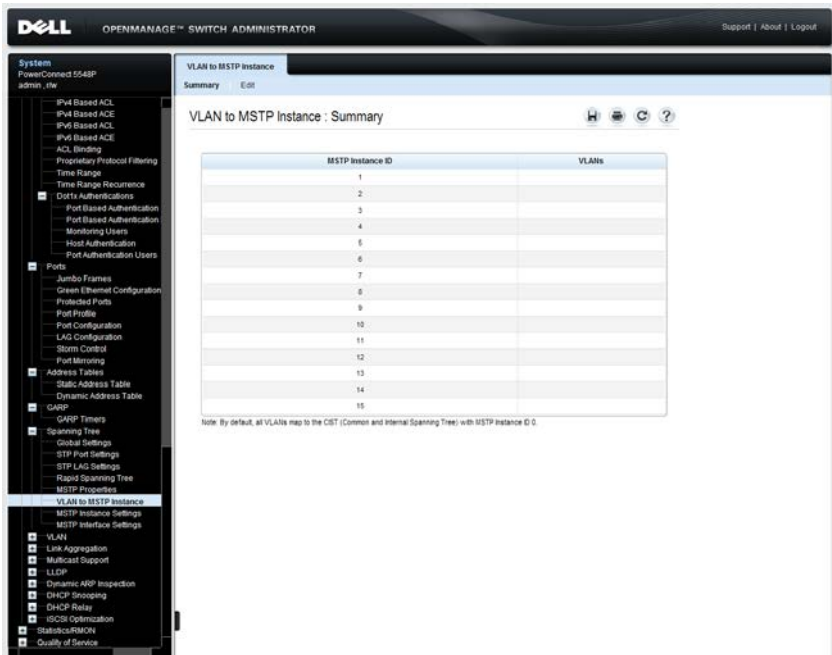 DELL
OPENMANAGE™ SWITCH ADMINISTRATOR
Support | About | Logout
System
PowerConnect 5548P
admin , r/w
IPv4 Based ACL
IPv4 Based ACE
IPv6 Based ACL
IPv6 Based ACE
ACL Binding
Proprietary Protocol Filtering
Time Range
Time Range Recurrence
Dot1x Authentications
Port Based Authentication
Port Based Authentication
Monitoring Users
Host Authentication
Port Authentication Users
Ports
Jumbo Frames
Green Ethernet Configuration
Protected Ports
Port Profile
Port Configuration
LAG Configuration
Storm Control
Port Mirroring
Address Tables
Static Address Table
Dynamic Address Table
GARP
GARP Timers
Spanning Tree
Global Settings
STP Port Settings
STP LAG Settings
Rapid Spanning Tree
MSTP Properties
VLAN to MSTP Instance
MSTP Instance Settings
MSTP Interface Settings
VLAN
Link Aggregation
Multicast Support
LLDP
Dynamic ARP Inspection
DHCP Snooping
DHCP Relay
iSCSI Optimization
Statistics/RMON
Quality of Service
VLAN to MSTP Instance
Summary Edit
VLAN to MSTP Instance : Summary
MSTP Instance ID VLANs
1
2
3
4
5
6
7
8
9
10
11
12
13
14
15
Note: By default, all VLANs map to the CIST (Common and Internal Spanning Tree) with MSTP Instance ID 0.